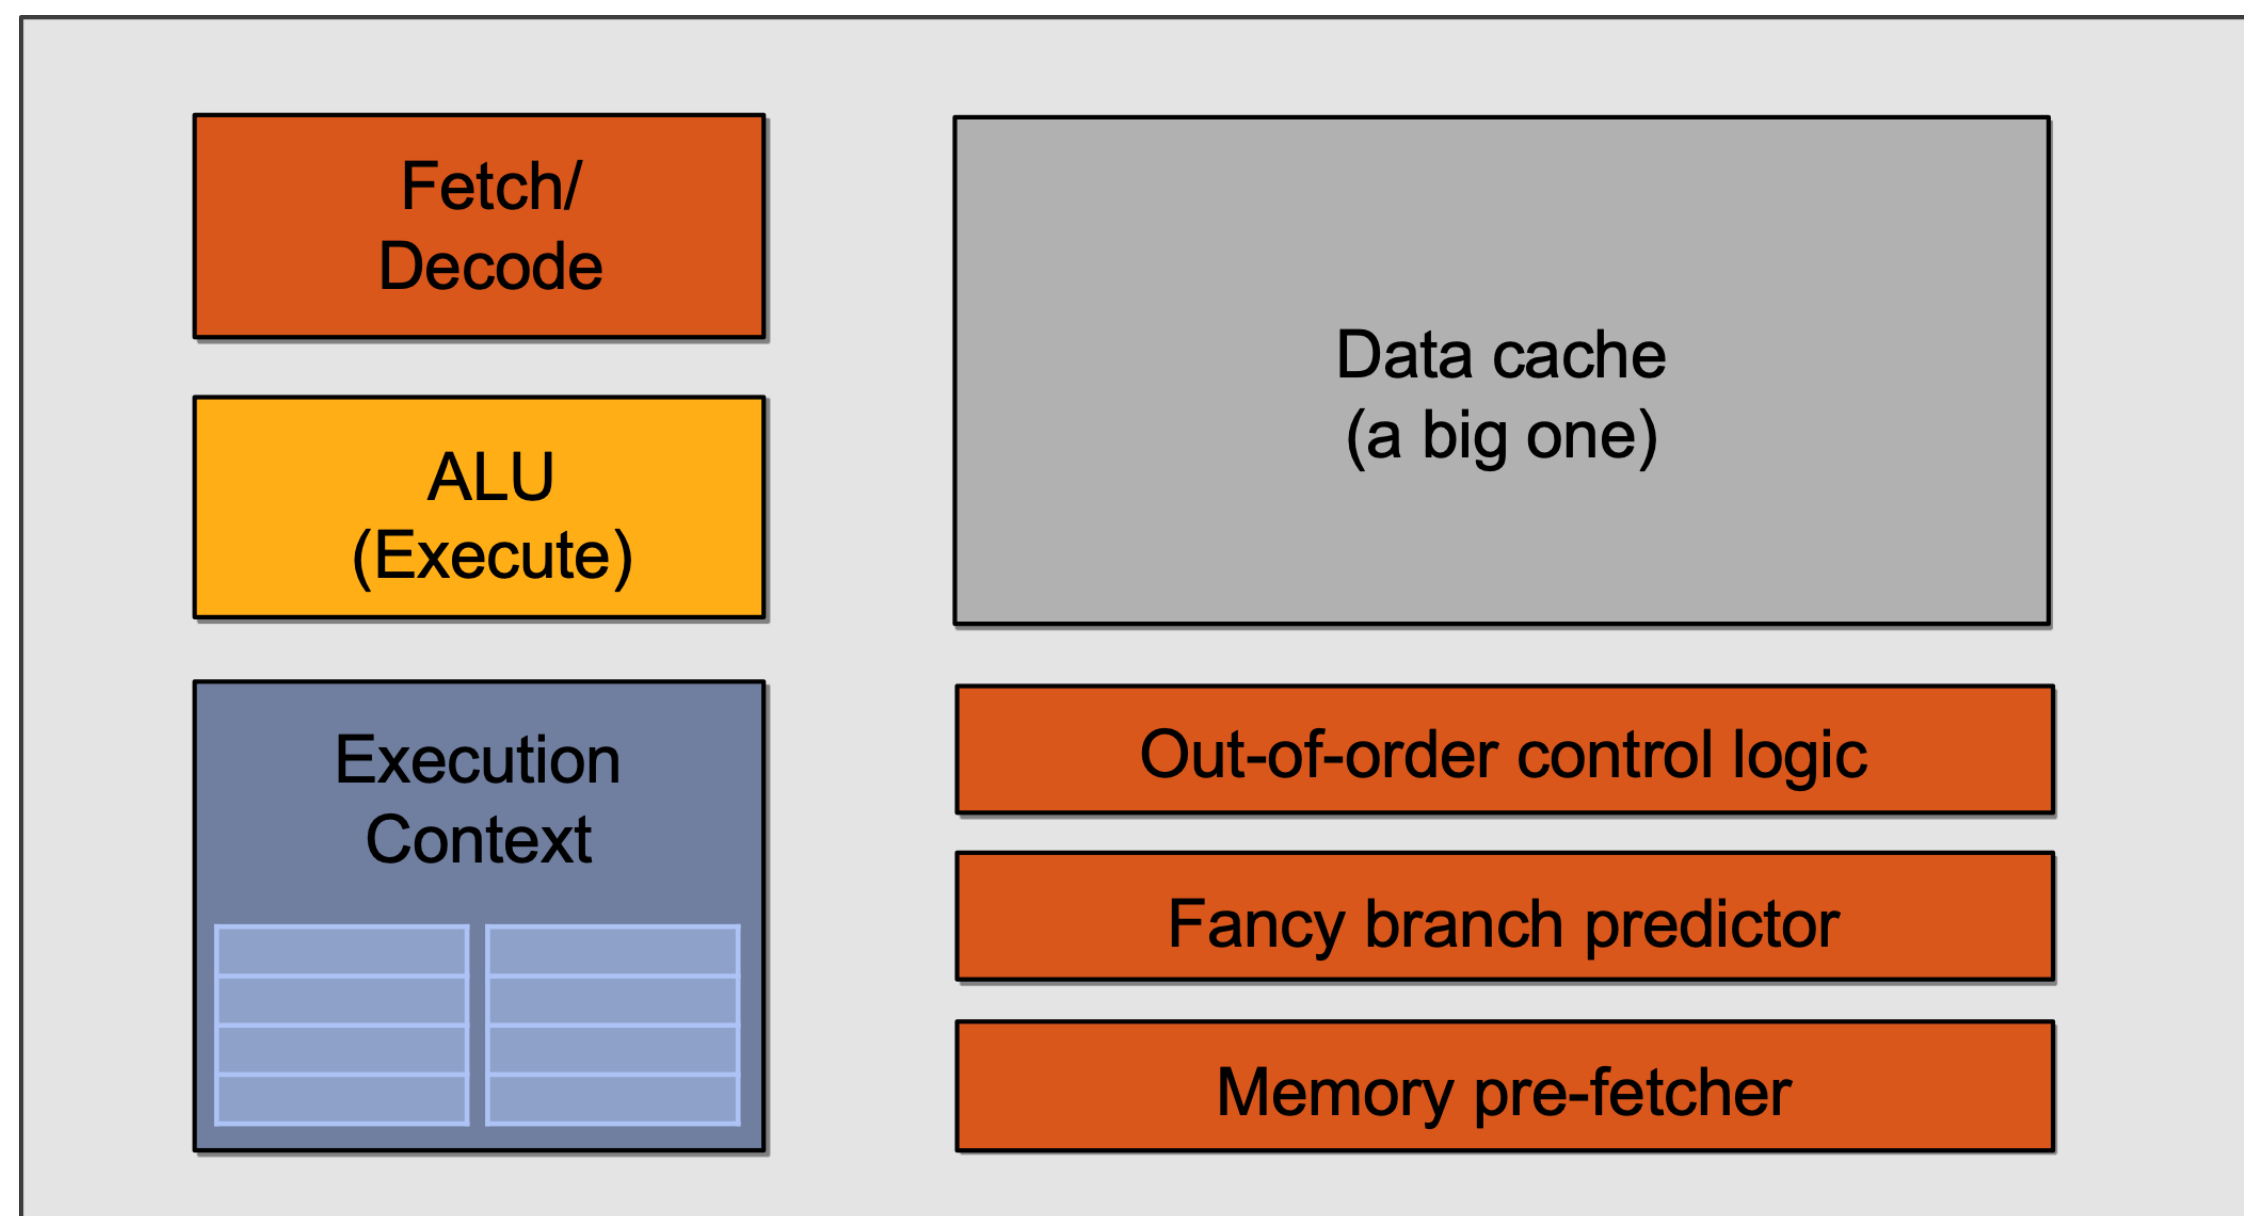 Fetch/
Decode
ALU
(Execute)
Execution
Context
Data cache
(a big one)
Out-of-order control logic
Fancy branch predictor
Memory pre-fetcher